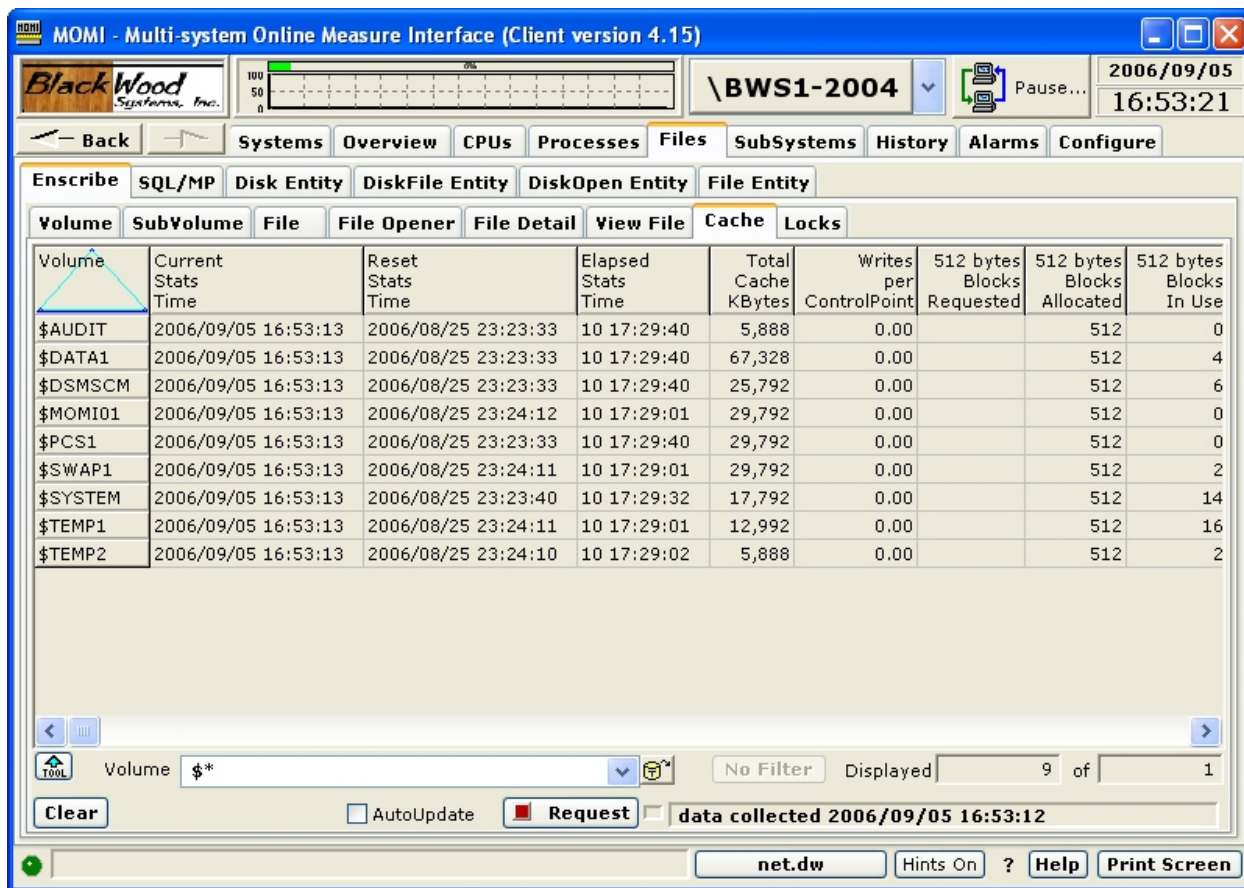 MOMI MOMI - Multi-system Online Measure Interface (Client version 4.15)
BlackWood Systems, Inc. 100 50 0 0% \BWS1-2004 Pause... 2006/09/05
16:53:21
Back Systems Overview CPUs Processes Files SubSystems History Alarms Configure
Enscribe SQL/MP Disk Entity DiskFile Entity DiskOpen Entity File Entity
Volume SubVolume File File Opener File Detail View File Cache Locks
Volume Current Reset Elapsed Total Writes 512 bytes 512 bytes 512 bytes
Stats Stats Stats Cache per Blocks Blocks Blocks
Time Time Time KBytes ControlPoint Requested Allocated In Use
$AUDIT 2006/09/05 16:53:13 2006/08/25 23:23:33 10 17:29:40 5,888 0.00 512 0
$DATA1 2006/09/05 16:53:13 2006/08/25 23:23:33 10 17:29:40 67,328 0.00 512 4
$DSMSCM 2006/09/05 16:53:13 2006/08/25 23:23:33 10 17:29:40 25,792 0.00 512 6
$MOMI01 2006/09/05 16:53:13 2006/08/25 23:24:12 10 17:29:01 29,792 0.00 512 0
$PCS1 2006/09/05 16:53:13 2006/08/25 23:23:33 10 17:29:40 29,792 0.00 512 0
$SWAP1 2006/09/05 16:53:13 2006/08/25 23:24:11 10 17:29:01 29,792 0.00 512 2
$SYSTEM 2006/09/05 16:53:13 2006/08/25 23:23:40 10 17:29:32 17,792 0.00 512 14
$TEMP1 2006/09/05 16:53:13 2006/08/25 23:24:11 10 17:29:01 12,992 0.00 512 16
$TEMP2 2006/09/05 16:53:13 2006/08/25 23:24:10 10 17:29:02 5,888 0.00 512 2
TOOL Volume $* No Filter Displayed 9 of 1
Clear AutoUpdate Request data collected 2006/09/05 16:53:12
net.dw Hints On ? Help Print Screen